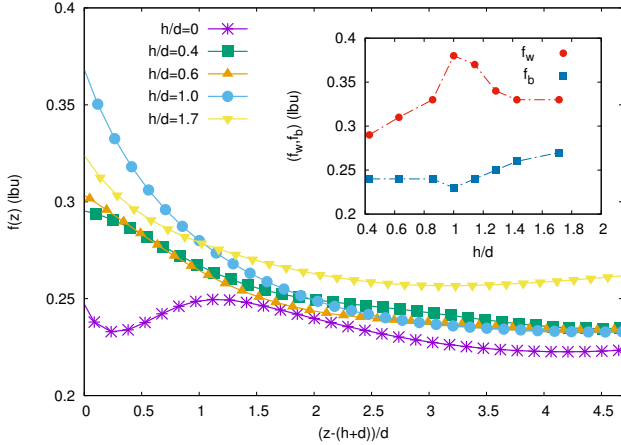 0.4
0.35
0.3
0.25
0.2
f(z) (lbu)
0 0.5 1 1.5 2 2.5 3 3.5 4 4.5
(z-(h+d))/d
h/d=0
h/d=0.4
h/d=0.6
h/d=1.0
h/d=1.7
0.4
0.35
0.3
0.25
0.2
(f_w,f_b) (lbu)
0.4 0.6 0.8 1 1.2 1.4 1.6 1.8 2
h/d
f_w
f_b